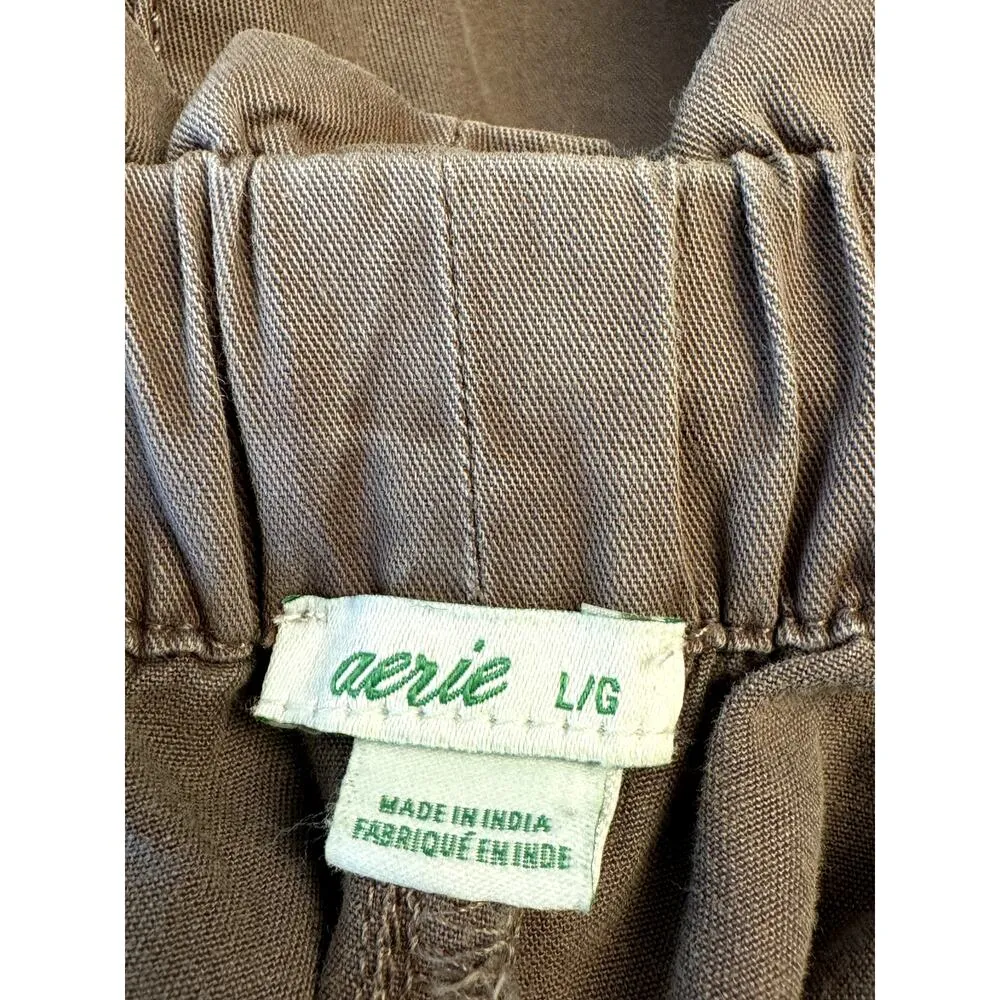 aerie L/G
MADE IN INDIA
FABRIQUÉ EN INDE